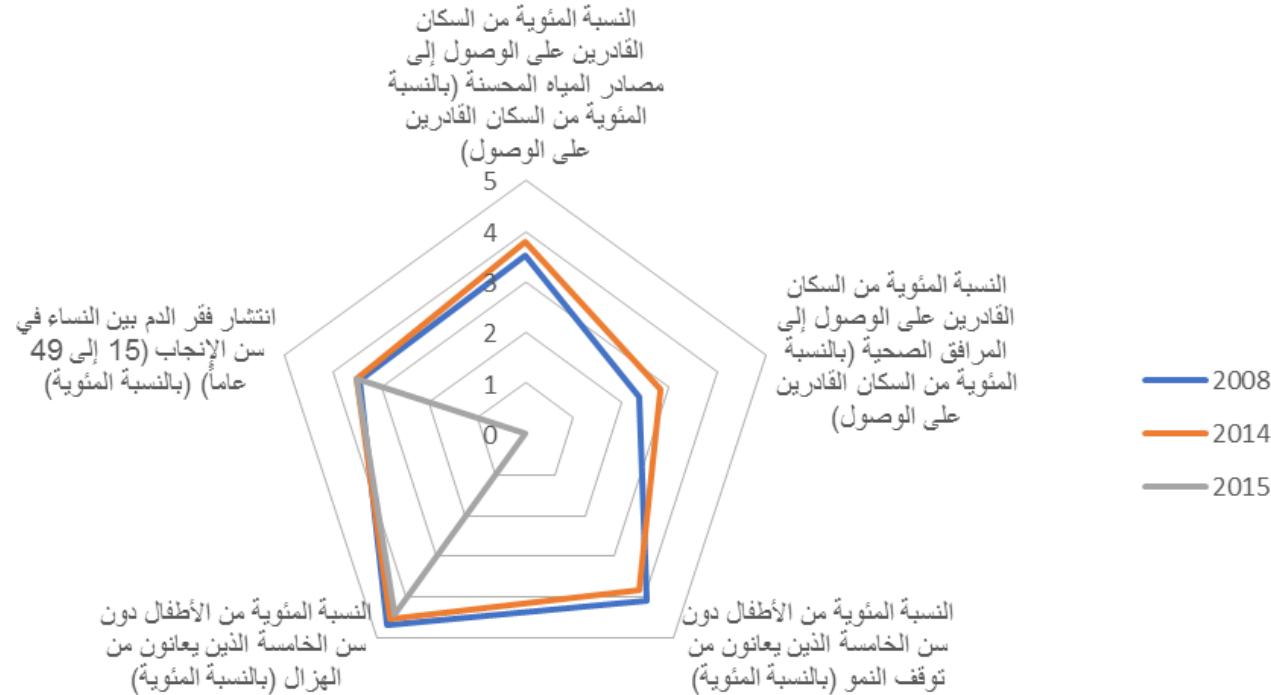 النسبة المئوية من السكان
القادرين على الوصول إلى
مصادر المياه المحسنة (بالنسبة
المئوية من السكان القادرين
على الوصول)
5
4
3
2
1
0
النسبة المئوية من السكان
القادرين على الوصول إلى
المرافق الصحية (بالنسبة
المئوية من السكان القادرين
على الوصول)
انتشار فقر الدم بين النساء في
سن الإنجاب (15 إلى 49
عاماً) (بالنسبة المئوية)
2008
2014
2015
النسبة المئوية من الأطفال دون
سن الخامسة الذين يعانون من
توقف النمو (بالنسبة المئوية)
النسبة المئوية من الأطفال دون
سن الخامسة الذين يعانون من
الهزال (بالنسبة المئوية)